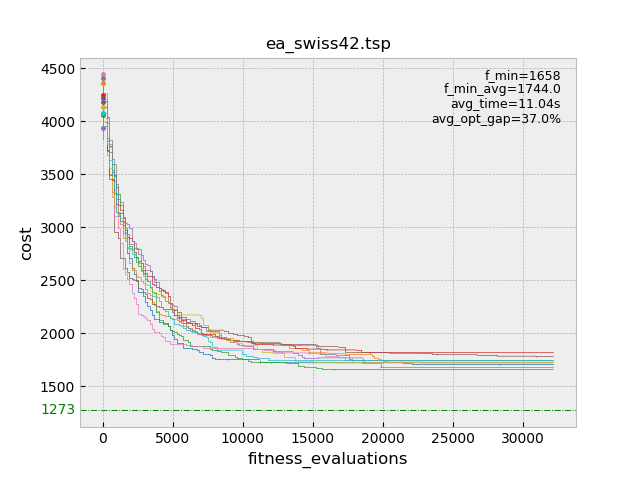 ea_swiss42.tsp
f_min=1658
f_min_avg=1744.0
avg_time=11.04s
avg_opt_gap=37.0%
cost
4500
4000
3500
3000
2500
2000
1500
1273
0 5000 10000 15000 20000 25000 30000
fitness_evaluations